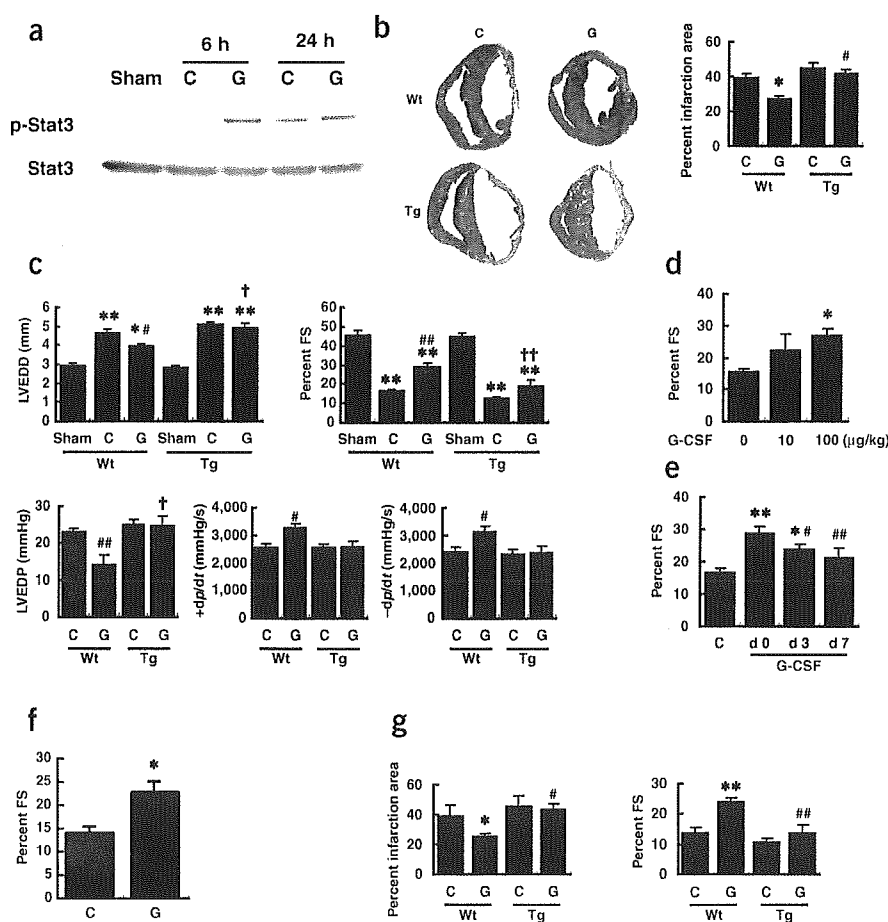 a
6 h
24 h
Sham C G C G
p-Stat3
Stat3
b
C G
Wt
Tg
Percent infarction area
60
40
20
0
C G C G
Wt Tg
*
#
c
LVEDD (mm)
6
5
4
3
2
1
0
** *# ** † **
Sham C G Sham C G
Wt Tg
Percent FS
60
50
40
30
20
10
0
** ## ** ** †† **
Sham C G Sham C G
Wt Tg
d
Percent FS
40
30
20
10
0
*
G-CSF 0 10 100 (μg/kg)
LVEDP (mmHg)
30
20
10
0
## †
C G C G
Wt Tg
+dp/dt (mmHg/s)
4,000
3,000
2,000
1,000
0
#
C G C G
Wt Tg
−dp/dt (mmHg/s)
4,000
3,000
2,000
1,000
0
#
C G C G
Wt Tg
e
Percent FS
40
30
20
10
0
** *# ##
C d 0 d 3 d 7
G-CSF
f
Percent FS
30
25
20
15
10
5
0
*
C G
g
Percent infarction area
60
40
20
0
* #
C G C G
Wt Tg
Percent FS
30
25
20
15
10
5
0
** ##
C G C G
Wt Tg